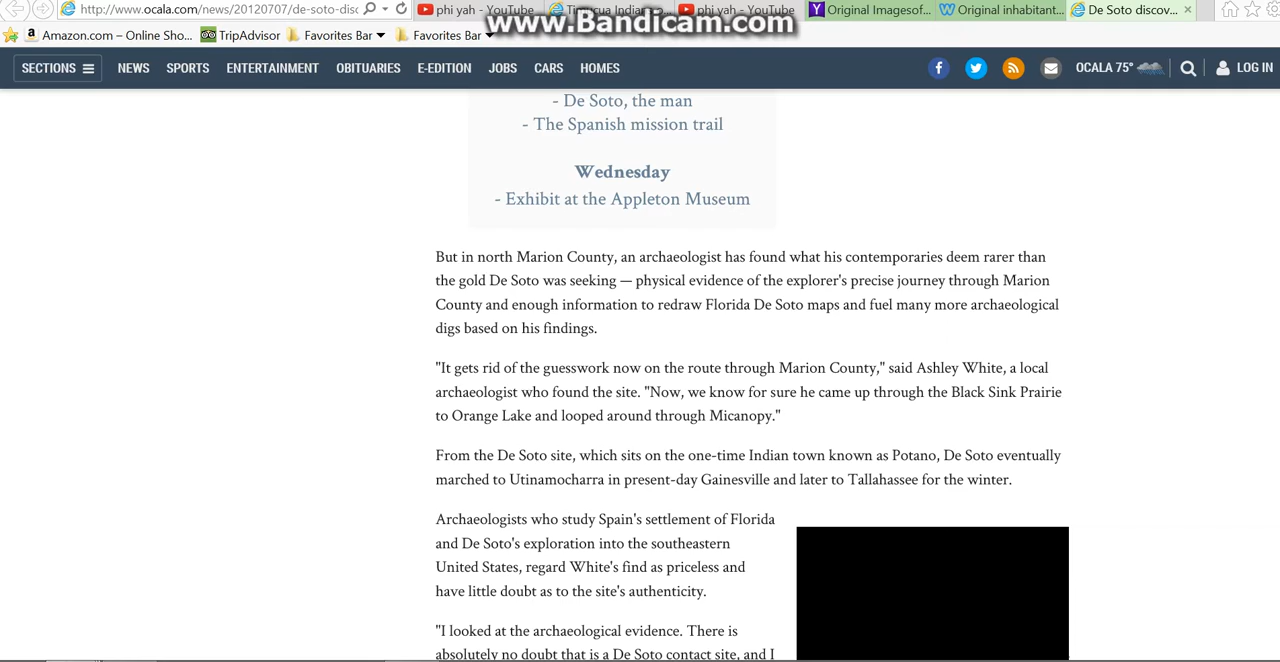 http://www.ocala.com/news/20120707/de-soto-disc
phi yah - YouTube
Timucua Indian
phi yah - YouTube
Original Imagesof...
Original inhabitant...
De Soto discov...
www.Bandicam.com
Amazon.com – Online Sho...
TripAdvisor
Favorites Bar
Favorites Bar
SECTIONS
NEWS
SPORTS
ENTERTAINMENT
OBITUARIES
E-EDITION
JOBS
CARS
HOMES
OCALA 75°
LOG IN
- De Soto, the man
- The Spanish mission trail
Wednesday
- Exhibit at the Appleton Museum
But in north Marion County, an archaeologist has found what his contemporaries deem rarer than
the gold De Soto was seeking — physical evidence of the explorer's precise journey through Marion
County and enough information to redraw Florida De Soto maps and fuel many more archaeological
digs based on his findings.
"It gets rid of the guesswork now on the route through Marion County," said Ashley White, a local
archaeologist who found the site. "Now, we know for sure he came up through the Black Sink Prairie
to Orange Lake and looped around through Micanopy."
From the De Soto site, which sits on the one-time Indian town known as Potano, De Soto eventually
marched to Utinamocharra in present-day Gainesville and later to Tallahassee for the winter.
Archaeologists who study Spain's settlement of Florida
and De Soto's exploration into the southeastern
United States, regard White's find as priceless and
have little doubt as to the site's authenticity.
"I looked at the archaeological evidence. There is
absolutely no doubt that is a De Soto contact site, and I